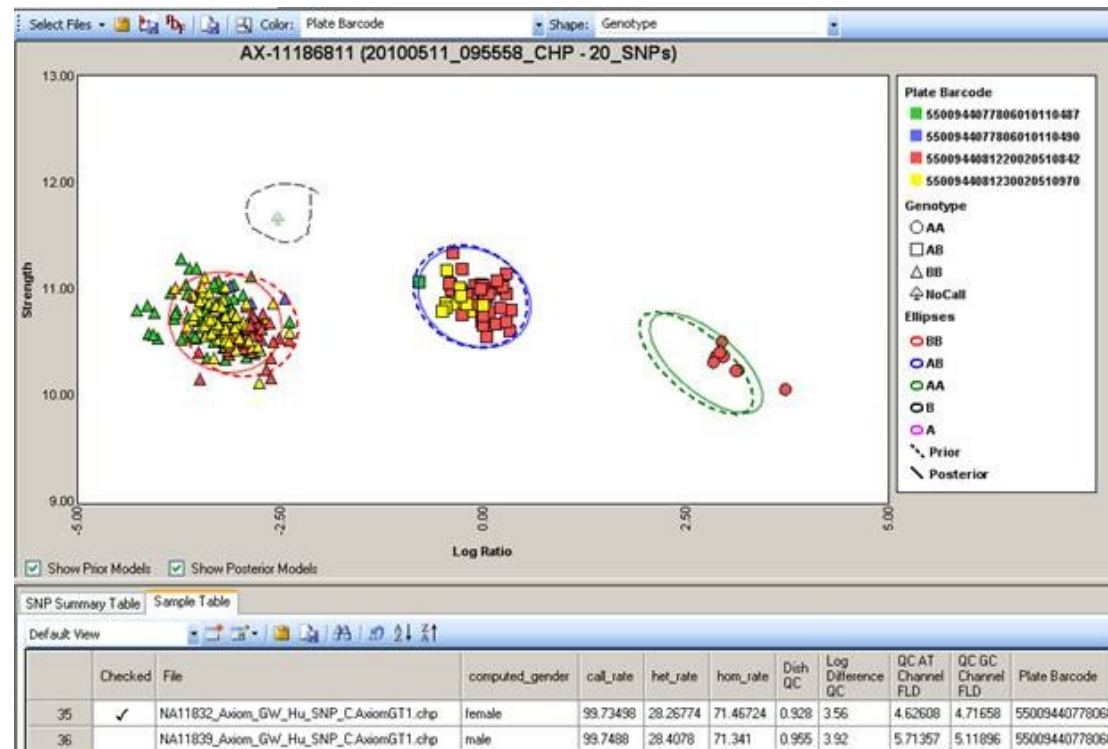 Select Files Color: Plate Barcode Shape: Genotype
AX-11186811 (20100511_095558_CHP - 20_SNPs)
13.00
12.00
11.00
10.00
9.00
Strength
-5.00 -2.50 0.00 2.50 5.00
Log Ratio
Plate Barcode
5500944077806010110487
5500944077806010110490
5500944081220020510842
5500944081230020510970
Genotype
AA
AB
BB
NoCall
Ellipses
BB
AB
AA
B
A
Prior
Posterior
Show Prior Models Show Posterior Models
SNP Summary Table Sample Table
Default View
Checked File computed_gender call_rate het_rate hom_rate Dish QC Log Difference QC QC AT Channel FLD QC GC Channel FLD Plate Barcode
35 ✓ NA11832_Axiom_GW_Hu_SNP_C.AxiomGT1.chp female 99.73498 28.26774 71.46724 0.928 3.56 4.62608 4.71658 5500944077806
36 NA11839_Axiom_GW_Hu_SNP_C.AxiomGT1.chp male 99.7488 28.4078 71.341 0.955 3.92 5.71357 5.11896 5500944077806